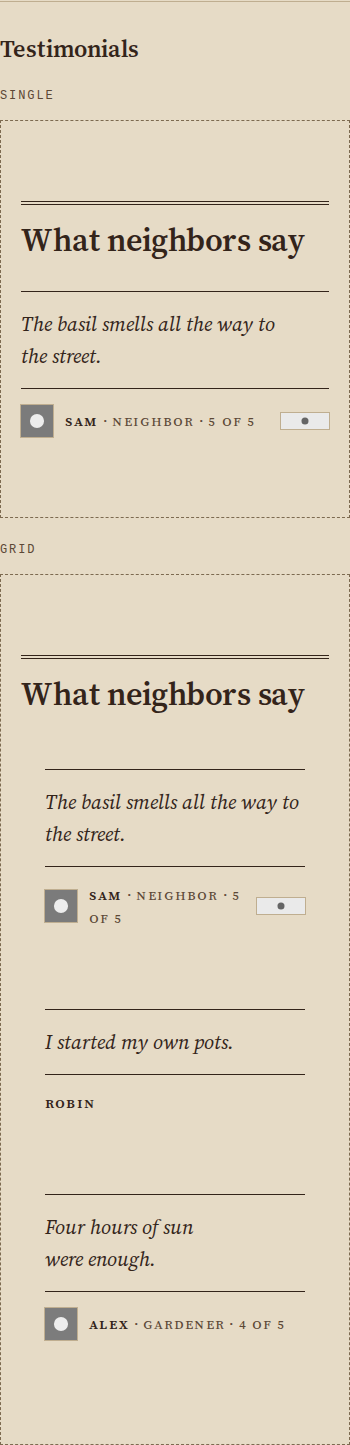 Testimonials
SINGLE
What neighbors say
The basil smells all the way to
the street.
SAM · NEIGHBOR · 5 OF 5
GRID
What neighbors say
The basil smells all the way to
the street.
SAM · NEIGHBOR · 5
OF 5
I started my own pots.
ROBIN
Four hours of sun
were enough.
ALEX · GARDENER · 4 OF 5